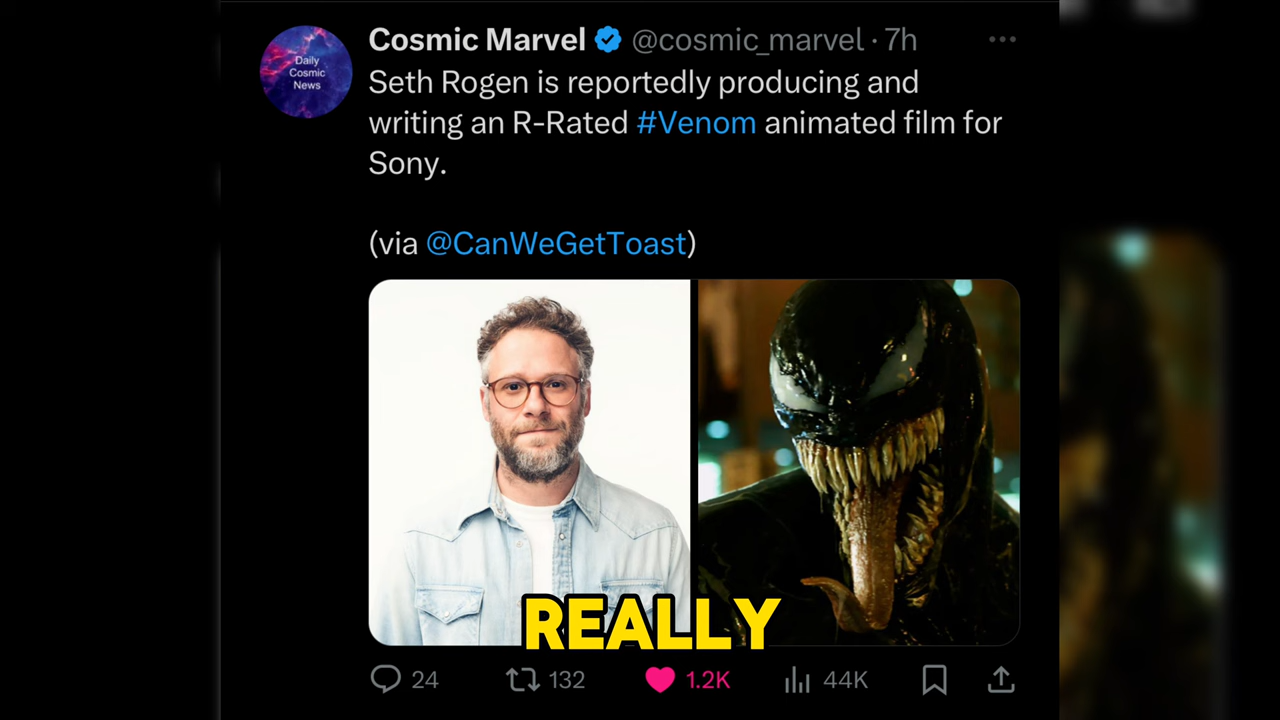 Daily
Cosmic
News
Cosmic Marvel @cosmic_marvel · 7h
Seth Rogen is reportedly producing and
writing an R-Rated #Venom animated film for
Sony.
(via @CanWeGetToast)
REALLY
24 132 1.2K 44K